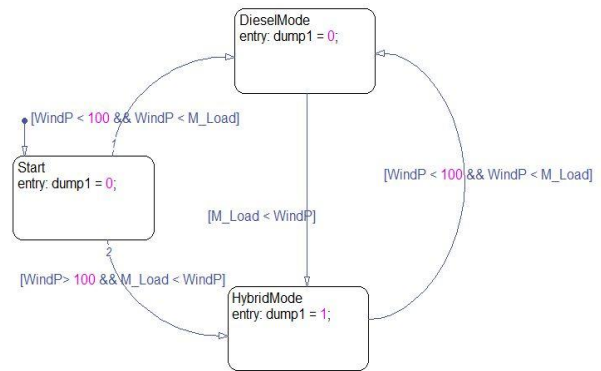 DieselMode
entry: dump1 = 0;
[WindP < 100 && WindP < M_Load]
1
Start
entry: dump1 = 0;
[WindP < 100 && WindP < M_Load]
[M_Load < WindP]
2
[WindP> 100 && M_Load < WindP]
HybridMode
entry: dump1 = 1;